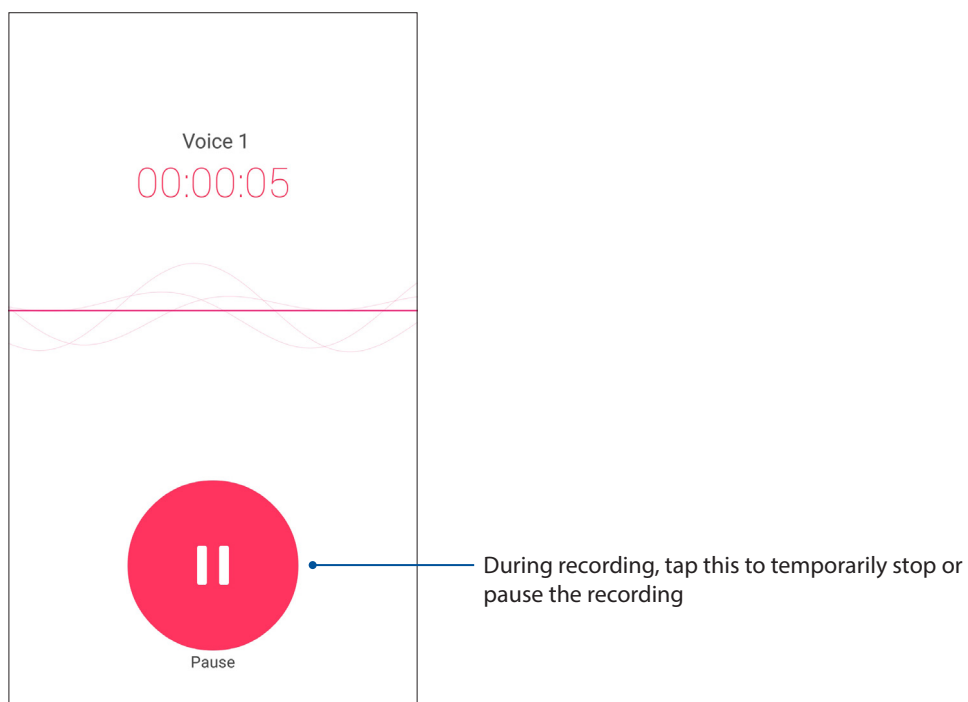 Voice 1
00:00:05
During recording, tap this to temporarily stop or
pause the recording
Pause